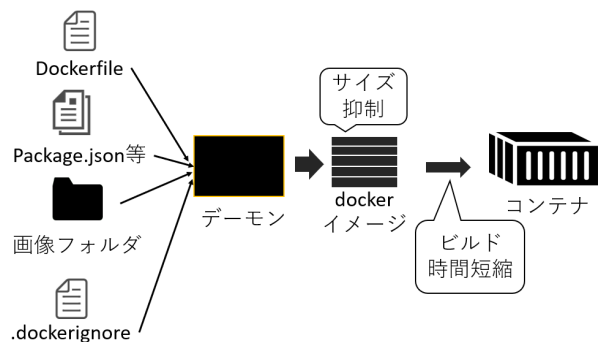 Dockerfile
Package.json等
画像フォルダ
.dockerignore
デーモン
サイズ
抑制
docker
イメージ
ビルド
時間短縮
コンテナ